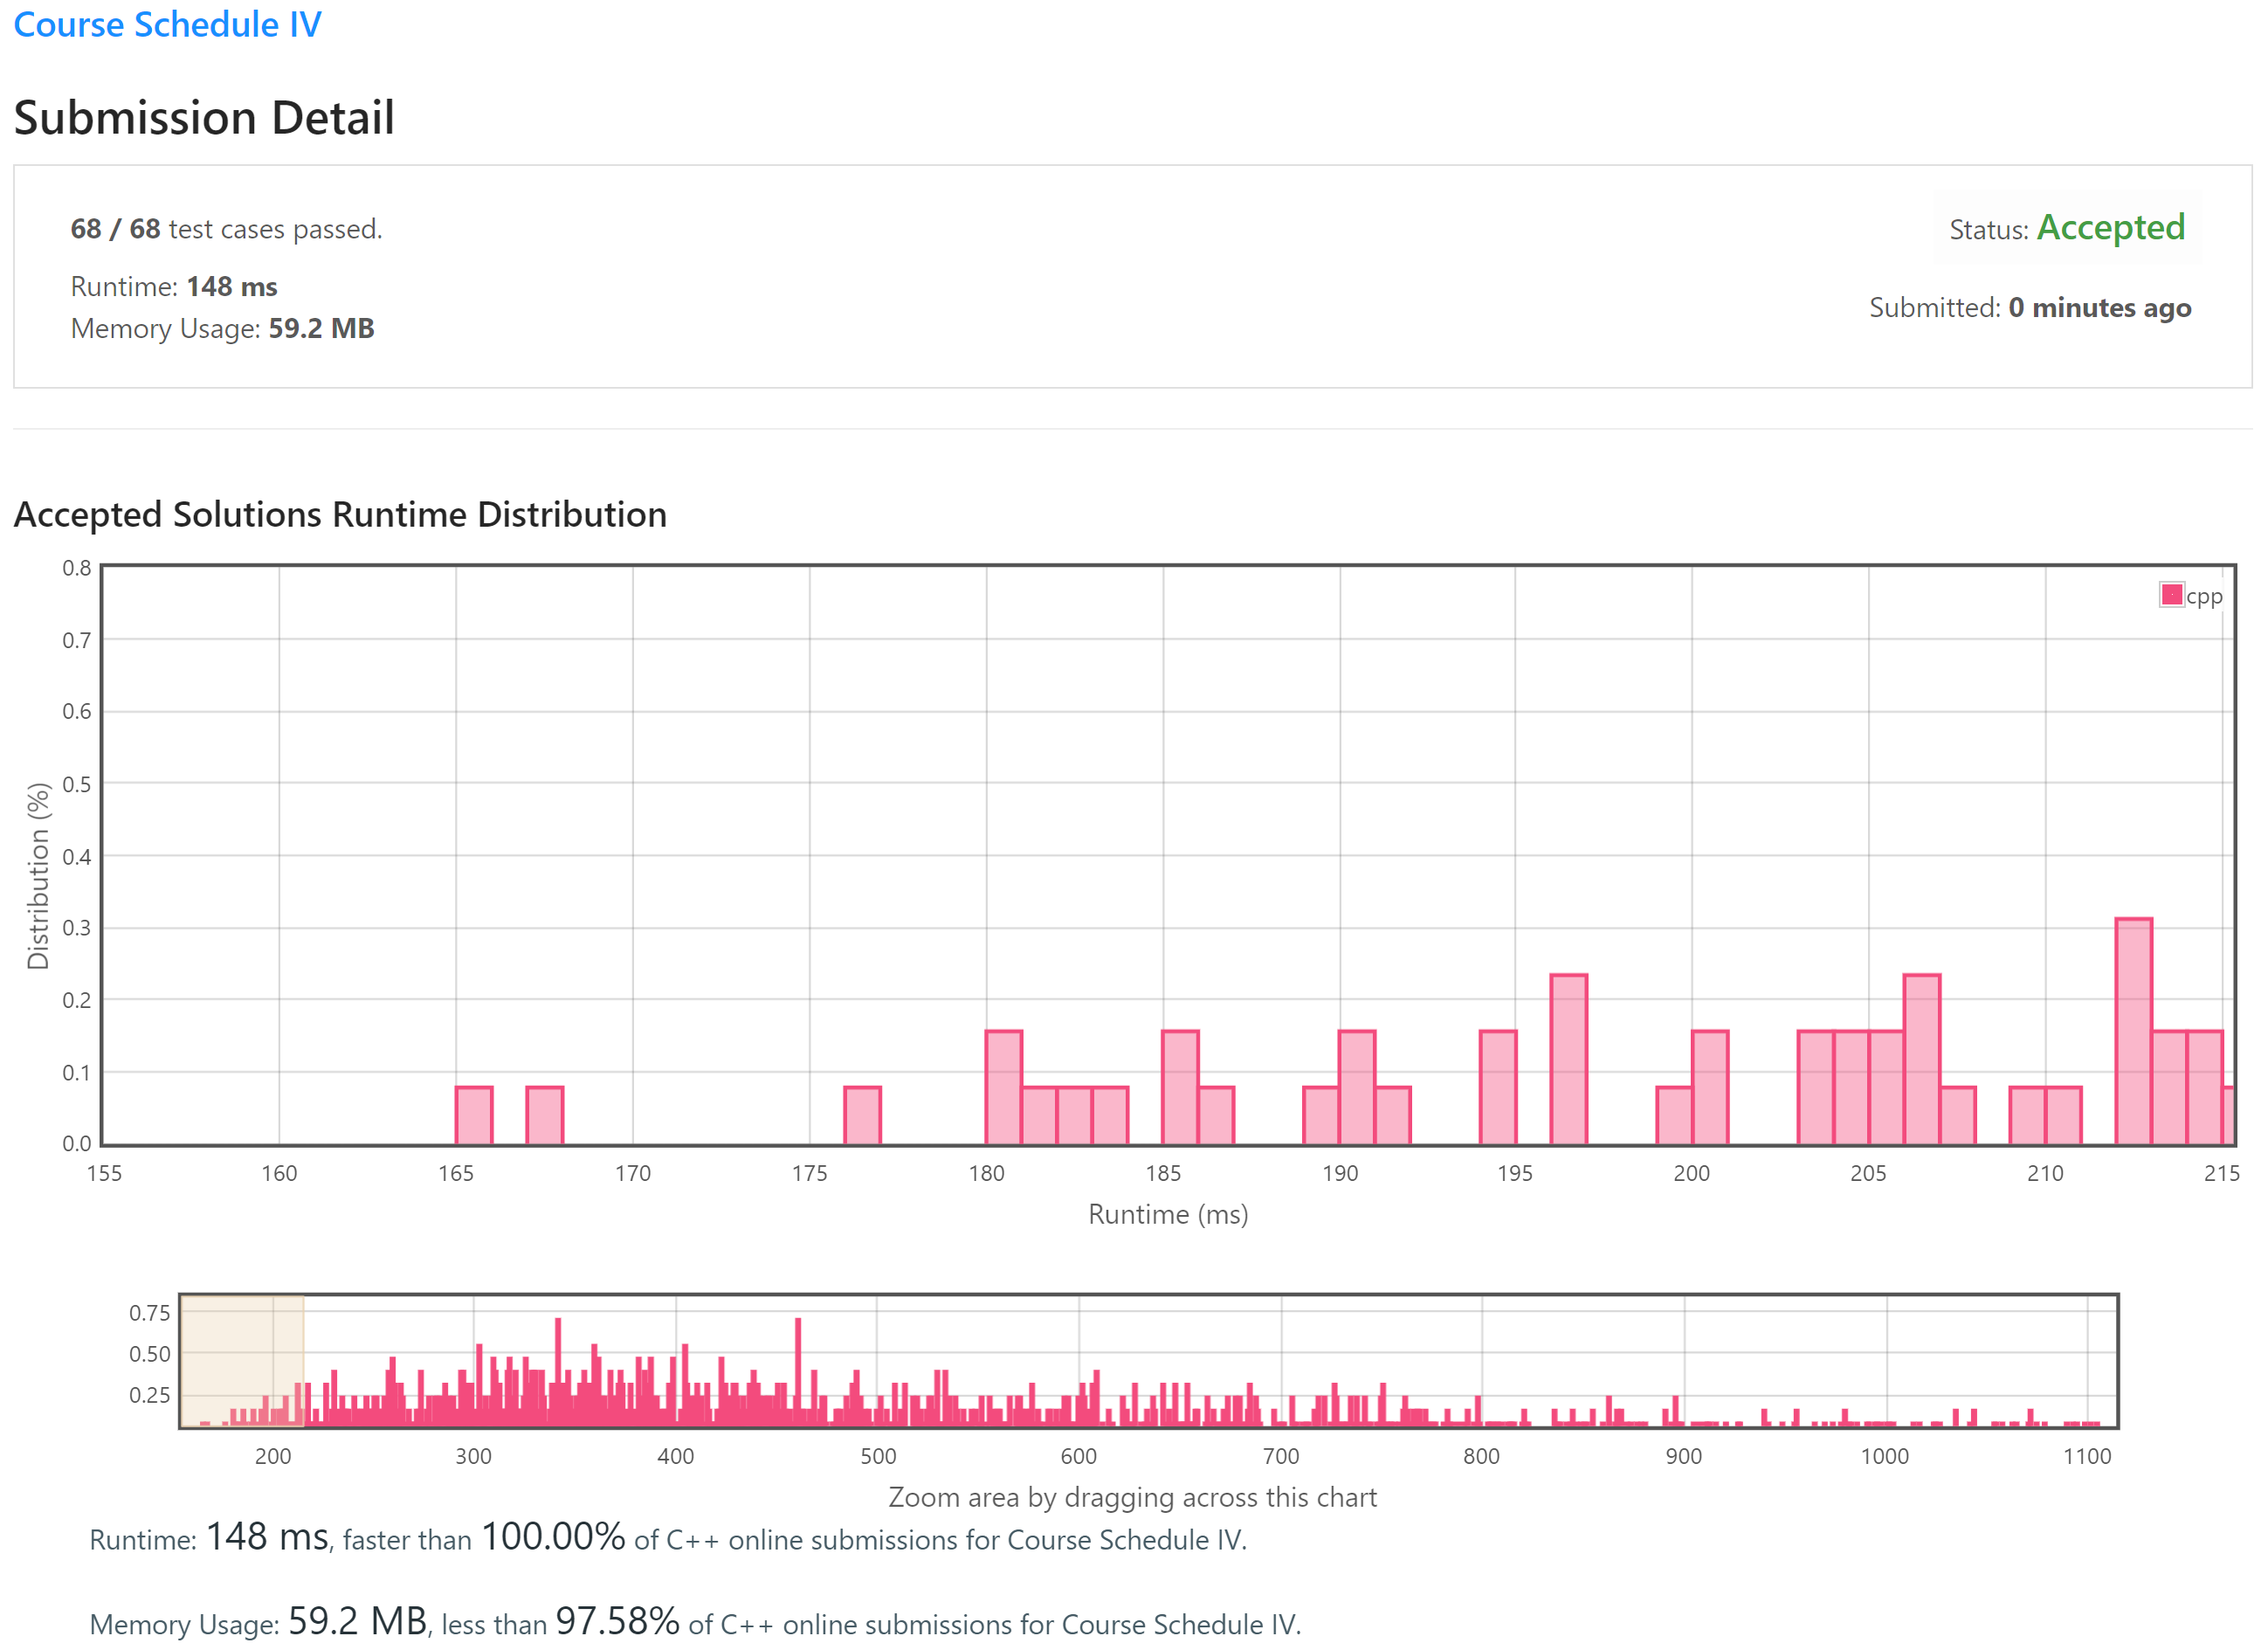 Course Schedule IV
Submission Detail
68 / 68 test cases passed.
Status: Accepted
Runtime: 148 ms
Submitted: 0 minutes ago
Memory Usage: 59.2 MB
Accepted Solutions Runtime Distribution
0.8
cpp
0.7
0.6
0.5
0.4
0.3
0.2
0.1
0.0
Distribution (%)
155 160 165 170 175 180 185 190 195 200 205 210 215
Runtime (ms)
0.75
0.50
0.25
200 300 400 500 600 700 800 900 1000 1100
Zoom area by dragging across this chart
Runtime: 148 ms, faster than 100.00% of C++ online submissions for Course Schedule IV.
Memory Usage: 59.2 MB, less than 97.58% of C++ online submissions for Course Schedule IV.